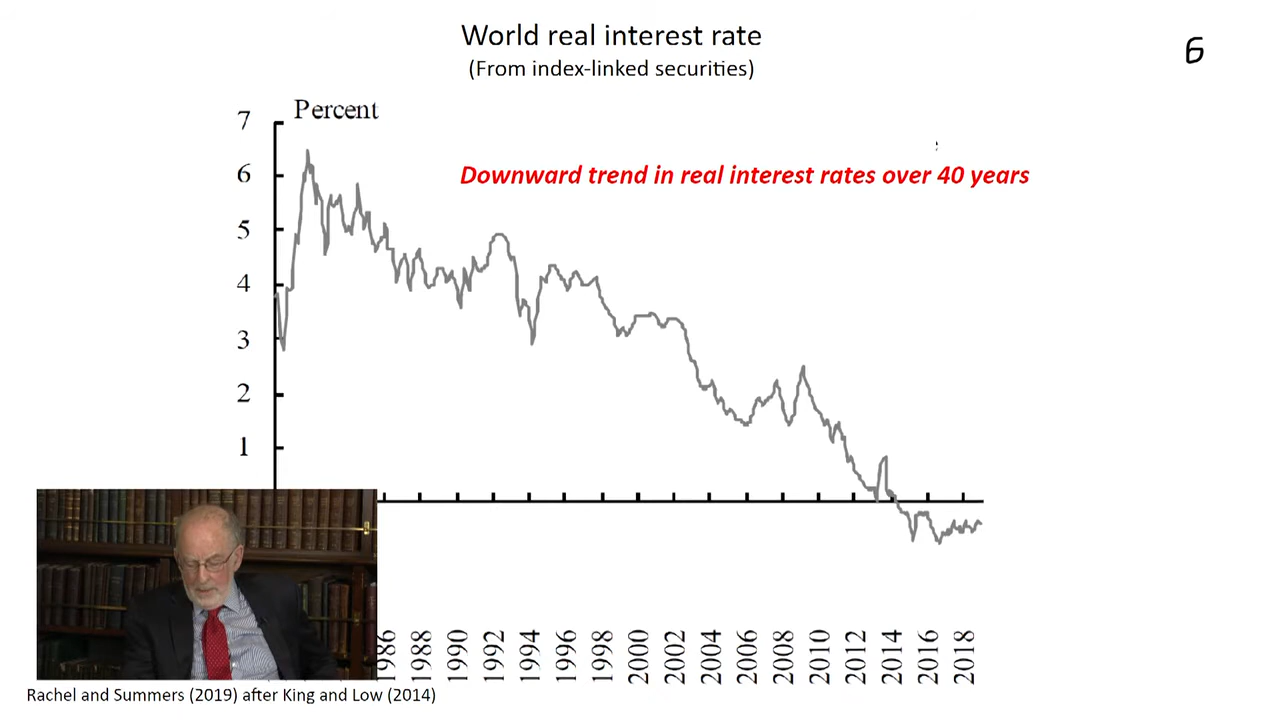 World real interest rate
(From index-linked securities)
6
Percent
7
6
5
4
3
2
1
Downward trend in real interest rates over 40 years
1986 1988 1990 1992 1994 1996 1998 2000 2002 2004 2006 2008 2010 2012 2014 2016 2018
Rachel and Summers (2019) after King and Low (2014)